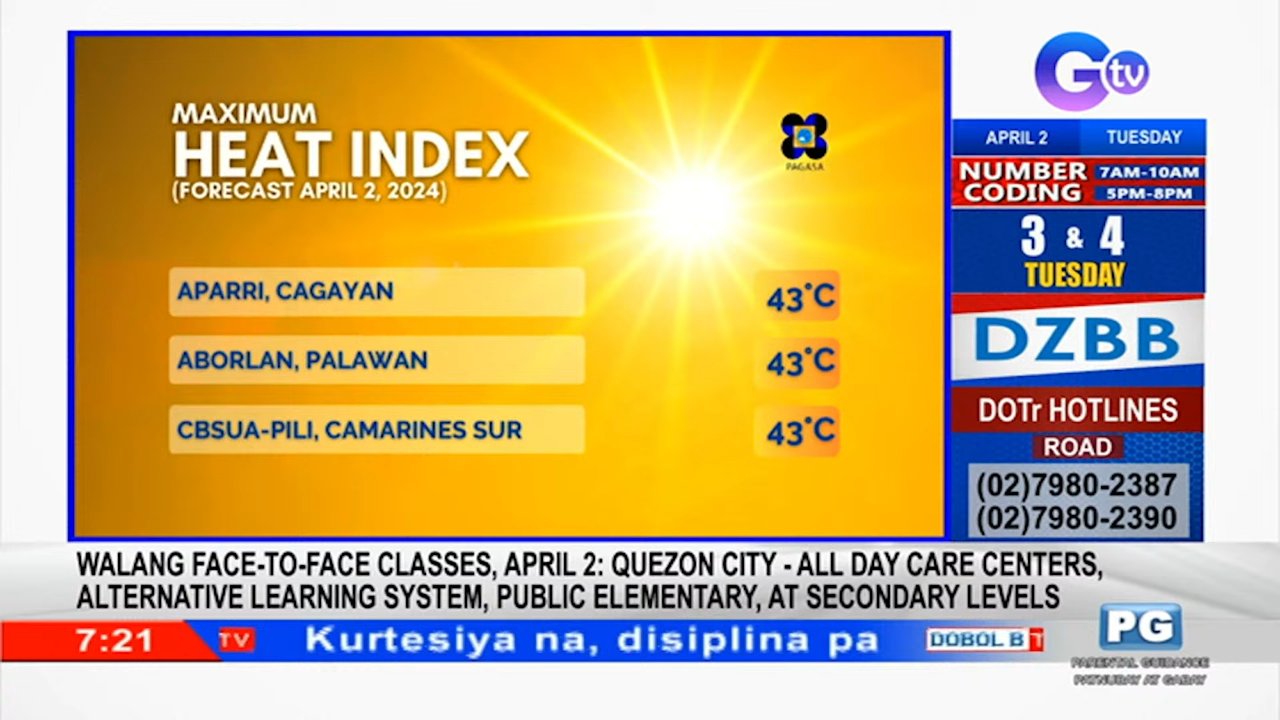 MAXIMUM
HEAT INDEX
(FORECAST APRIL 2, 2024)
PAGASA
APARRI, CAGAYAN 43°C
ABORLAN, PALAWAN 43°C
CBSUA-PILI, CAMARINES SUR 43°C
Gtv
APRIL 2 TUESDAY
NUMBER CODING
7AM-10AM
5PM-8PM
3 & 4
TUESDAY
DZBB
DOTr HOTLINES
ROAD
(02)7980-2387
(02)7980-2390
WALANG FACE-TO-FACE CLASSES, APRIL 2: QUEZON CITY - ALL DAY CARE CENTERS,
ALTERNATIVE LEARNING SYSTEM, PUBLIC ELEMENTARY, AT SECONDARY LEVELS
7:21 TV Kurtesiya na, disiplina pa DOBOL B T
PG
PARENTAL GUIDANCE
PATNUBAY AT GABAY